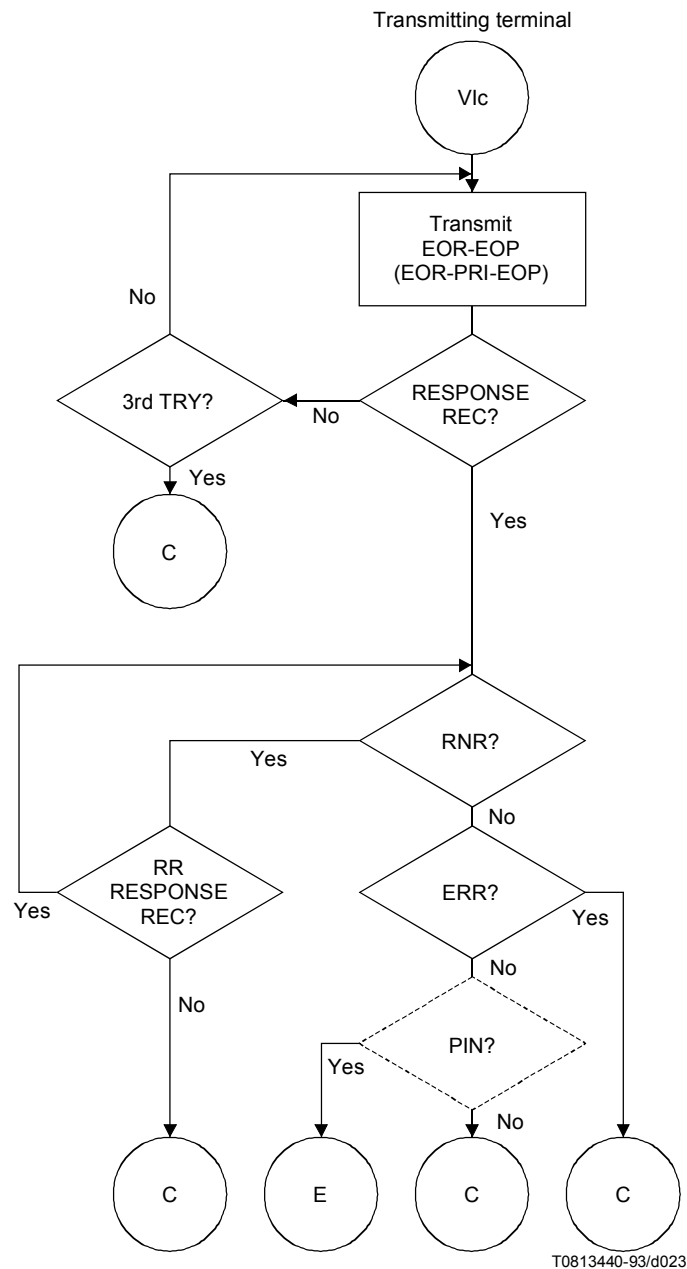 Transmitting terminal
VIc
Transmit
EOR-EOP
(EOR-PRI-EOP)
No
3rd TRY?
No
RESPONSE
REC?
Yes
C
Yes
RNR?
Yes
No
RR
RESPONSE
REC?
Yes
ERR?
Yes
No
No
PIN?
Yes
No
C
E
C
C
T0813440-93/d023